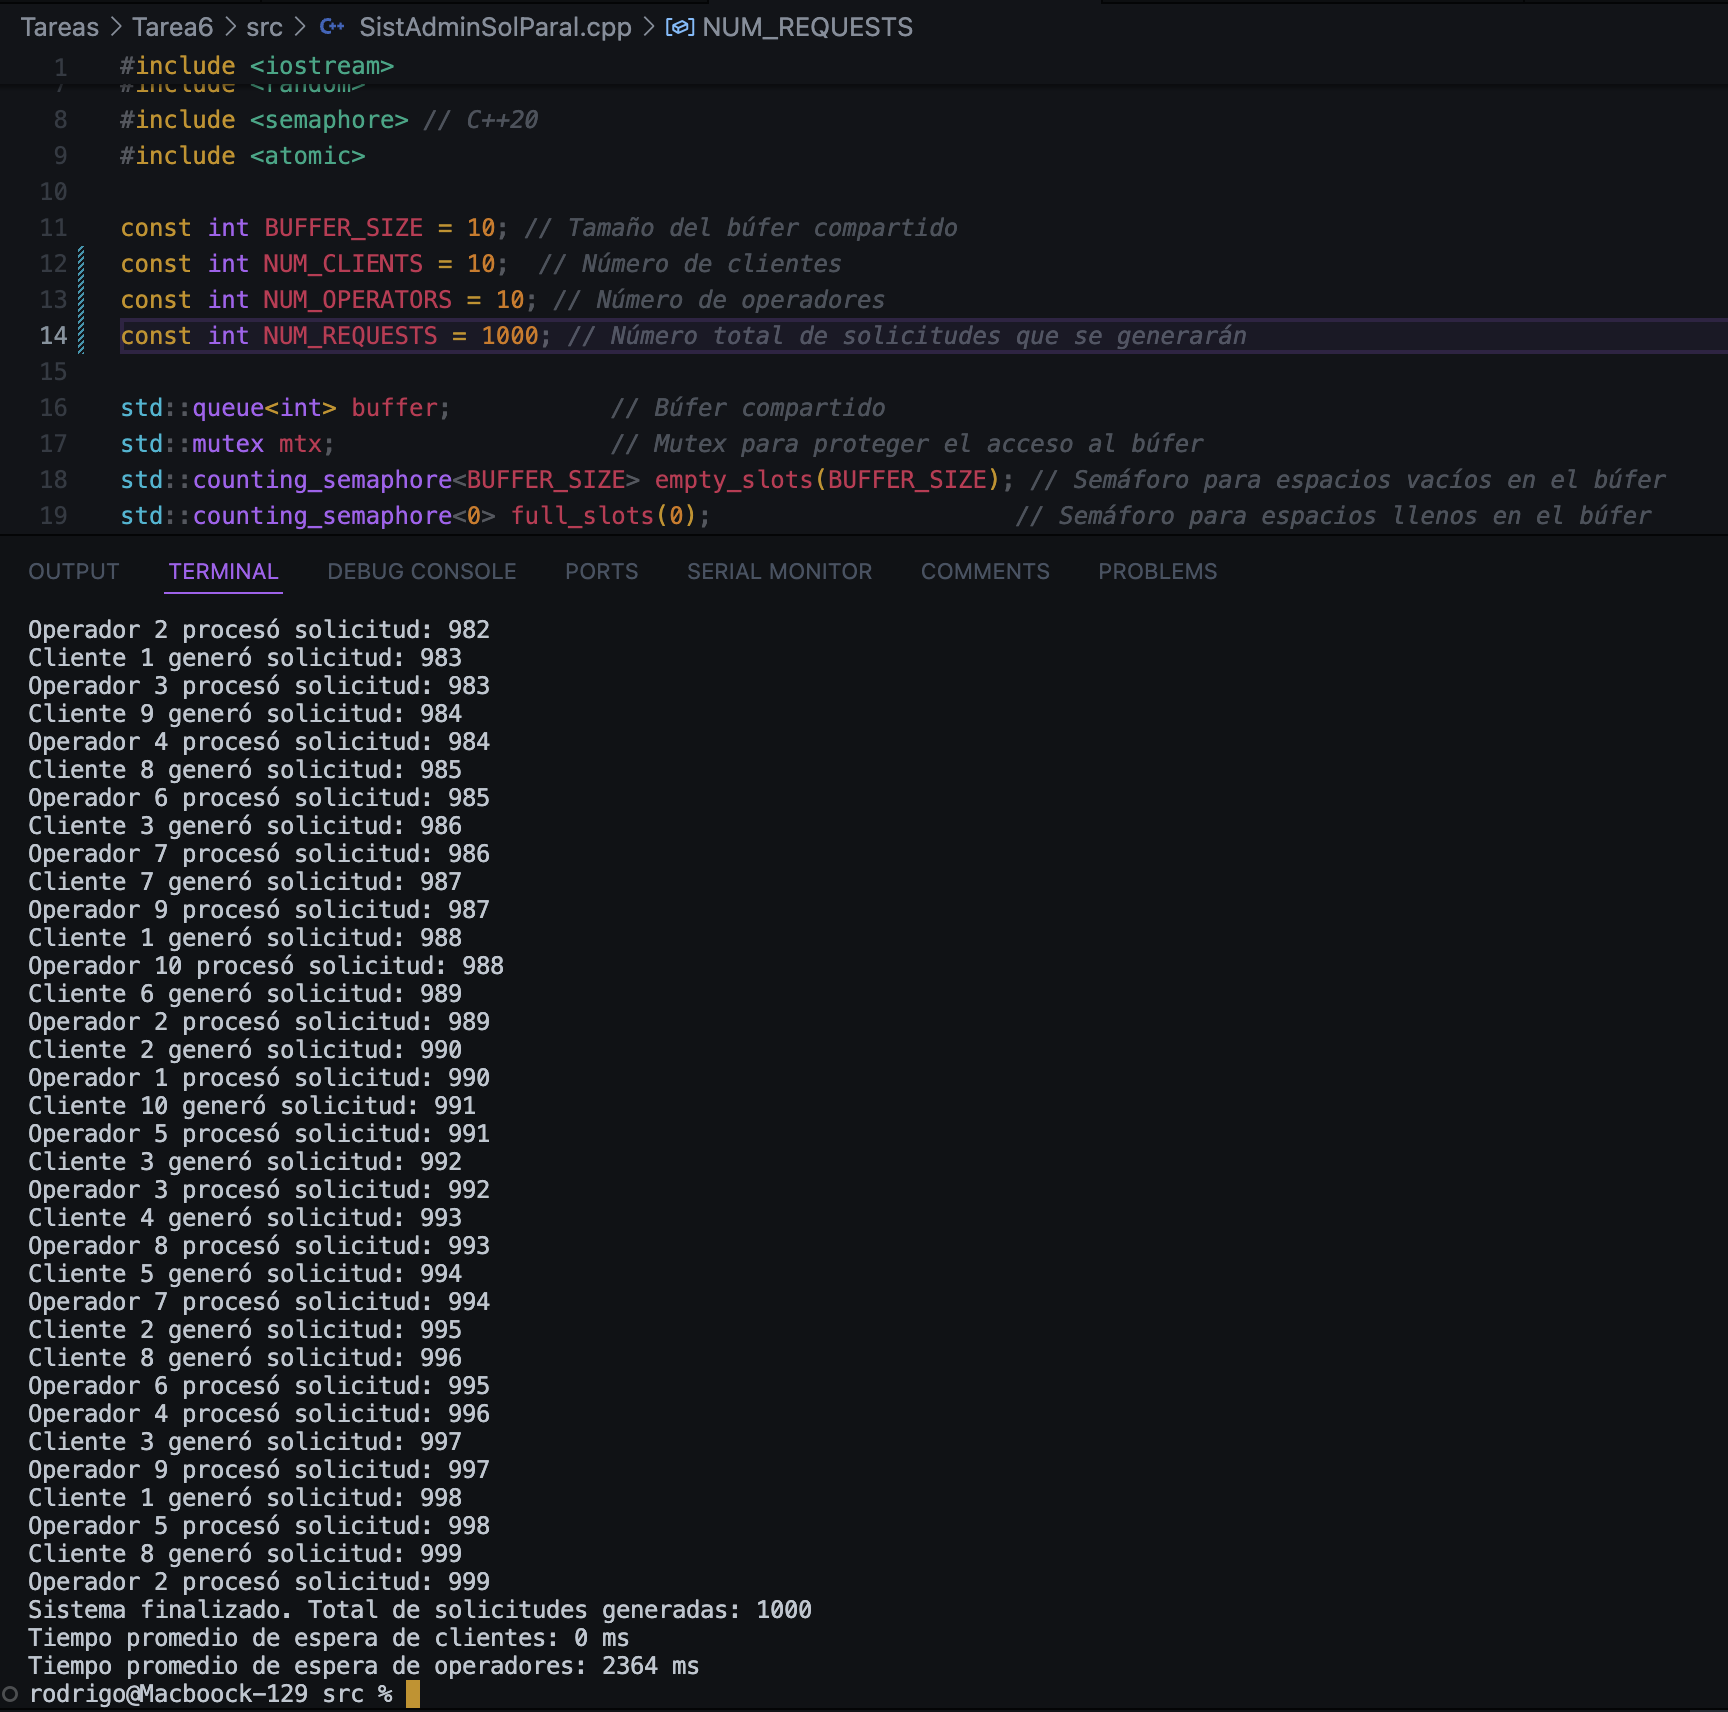 Tareas > Tarea6 > src > C++ SistAdminSolParal.cpp > NUM_REQUESTS
1 #include <iostream>
7 #include <random>
8 #include <semaphore> // C++20
9 #include <atomic>
10
11 const int BUFFER_SIZE = 10; // Tamaño del búfer compartido
12 const int NUM_CLIENTS = 10;  // Número de clientes
13 const int NUM_OPERATORS = 10; // Número de operadores
14 const int NUM_REQUESTS = 1000; // Número total de solicitudes que se generarán
15
16 std::queue<int> buffer;           // Búfer compartido
17 std::mutex mtx;                   // Mutex para proteger el acceso al búfer
18 std::counting_semaphore<BUFFER_SIZE> empty_slots(BUFFER_SIZE); // Semáforo para espacios vacíos en el búfer
19 std::counting_semaphore<0> full_slots(0);                     // Semáforo para espacios llenos en el búfer
OUTPUT TERMINAL DEBUG CONSOLE PORTS SERIAL MONITOR COMMENTS PROBLEMS
Operador 2 procesó solicitud: 982
Cliente 1 generó solicitud: 983
Operador 3 procesó solicitud: 983
Cliente 9 generó solicitud: 984
Operador 4 procesó solicitud: 984
Cliente 8 generó solicitud: 985
Operador 6 procesó solicitud: 985
Cliente 3 generó solicitud: 986
Operador 7 procesó solicitud: 986
Cliente 7 generó solicitud: 987
Operador 9 procesó solicitud: 987
Cliente 1 generó solicitud: 988
Operador 10 procesó solicitud: 988
Cliente 6 generó solicitud: 989
Operador 2 procesó solicitud: 989
Cliente 2 generó solicitud: 990
Operador 1 procesó solicitud: 990
Cliente 10 generó solicitud: 991
Operador 5 procesó solicitud: 991
Cliente 3 generó solicitud: 992
Operador 3 procesó solicitud: 992
Cliente 4 generó solicitud: 993
Operador 8 procesó solicitud: 993
Cliente 5 generó solicitud: 994
Operador 7 procesó solicitud: 994
Cliente 2 generó solicitud: 995
Cliente 8 generó solicitud: 996
Operador 6 procesó solicitud: 995
Operador 4 procesó solicitud: 996
Cliente 3 generó solicitud: 997
Operador 9 procesó solicitud: 997
Cliente 1 generó solicitud: 998
Operador 5 procesó solicitud: 998
Cliente 8 generó solicitud: 999
Operador 2 procesó solicitud: 999
Sistema finalizado. Total de solicitudes generadas: 1000
Tiempo promedio de espera de clientes: 0 ms
Tiempo promedio de espera de operadores: 2364 ms
rodrigo@Macboock-129 src %